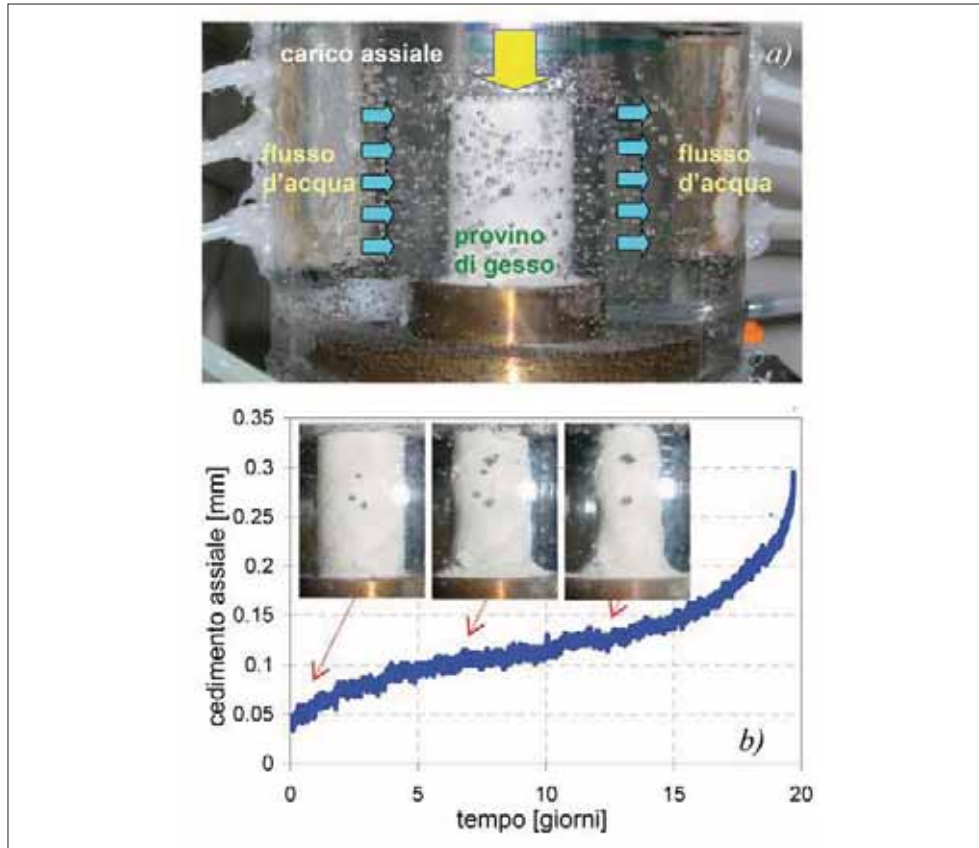 carico assiale
a)
flusso
d'acqua
flusso
d'acqua
provino
di gesso
0.35
0.3
0.25
0.2
0.15
0.1
0.05
0
cedimento assiale [mm]
b)
0
5
10
15
20
tempo [giorni]